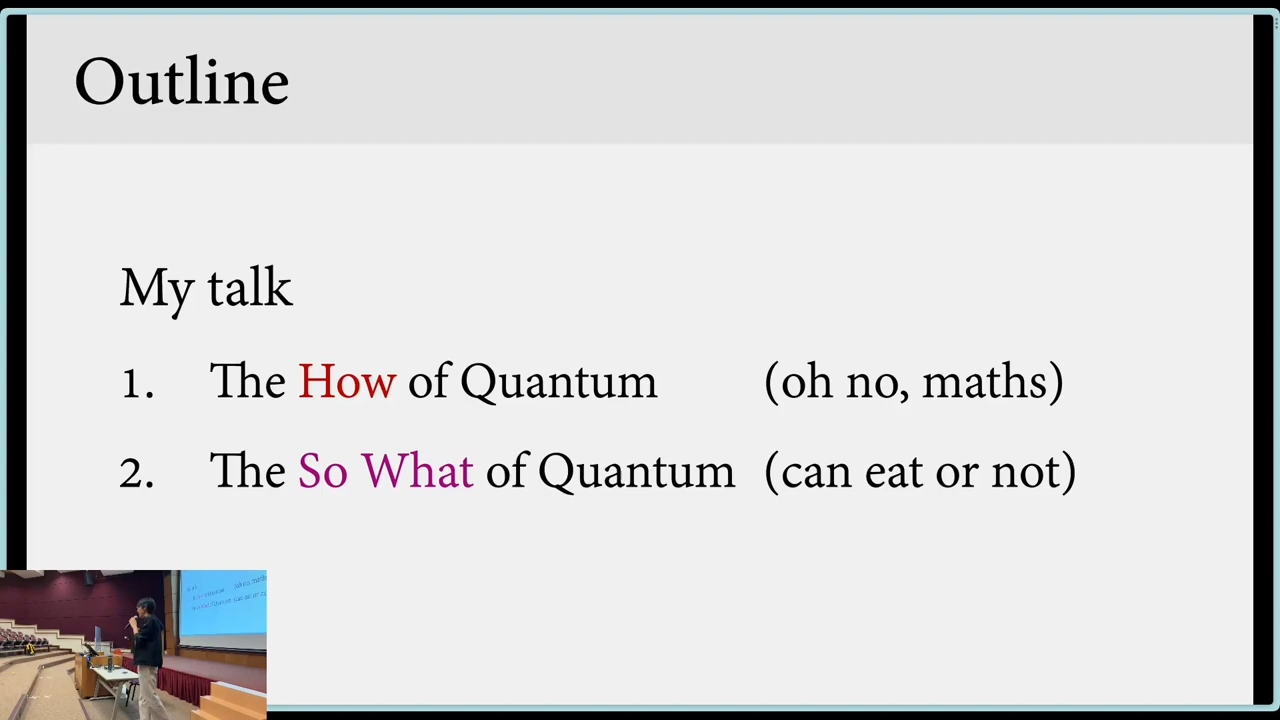 Outline
My talk
1. The How of Quantum (oh no, maths)
2. The So What of Quantum (can eat or not)